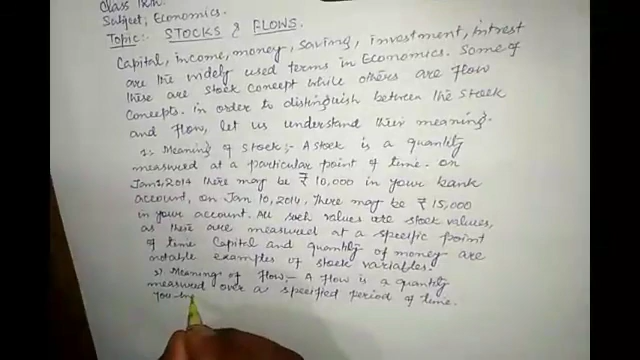 Class
Subject; Economics.
Topic:- STOCKS & FLOWS.
Capital, income, money, saving, investment, intrest
are the widely used terms in Economics. Some of
these are stock concept while others are flow
concepts. In order to distinguish between the stock
and flow, let us understand their meaning.
1. Meaning of Stock;- A stock is a quantity
measured at a particular point of time. On
Jan 1, 2014 there may be ₹ 10,000 in your bank
account, on Jan 10, 2014, there may be ₹ 15,000
in your account. All such values are stock values,
as these are measured at a specific point
of time. Capital and quantity of money are
notable examples of stock variables.
2) Meanings of flow;- A flow is a quantity
measured over a specified period of time.